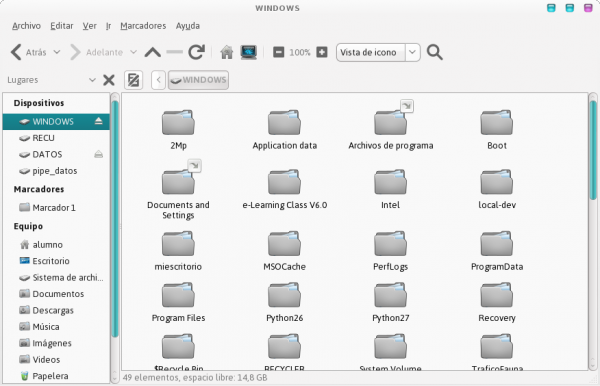 WINDOWS
Archivo Editar Ver Ir Marcadores Ayuda
Atrás Adelante 100% Vista de icono
Lugares WINDOWS
Dispositivos
WINDOWS
RECU
DATOS
pipe_datos
Marcadores
Marcador 1
Equipo
alumno
Escritorio
Sistema de archi...
Documentos
Descargas
Música
Imágenes
Videos
Papelera
2Mp
Application data
Archivos de programa
Boot
Documents and
Settings
e-Learning Class V6.0
Intel
local-dev
miescritorio
MSOCache
PerfLogs
ProgramData
Program Files
Python26
Python27
Recovery
$Recycle Bin
RECYCLER
System Volume
TraficoFauna
49 elementos, espacio libre: 14,8 GB